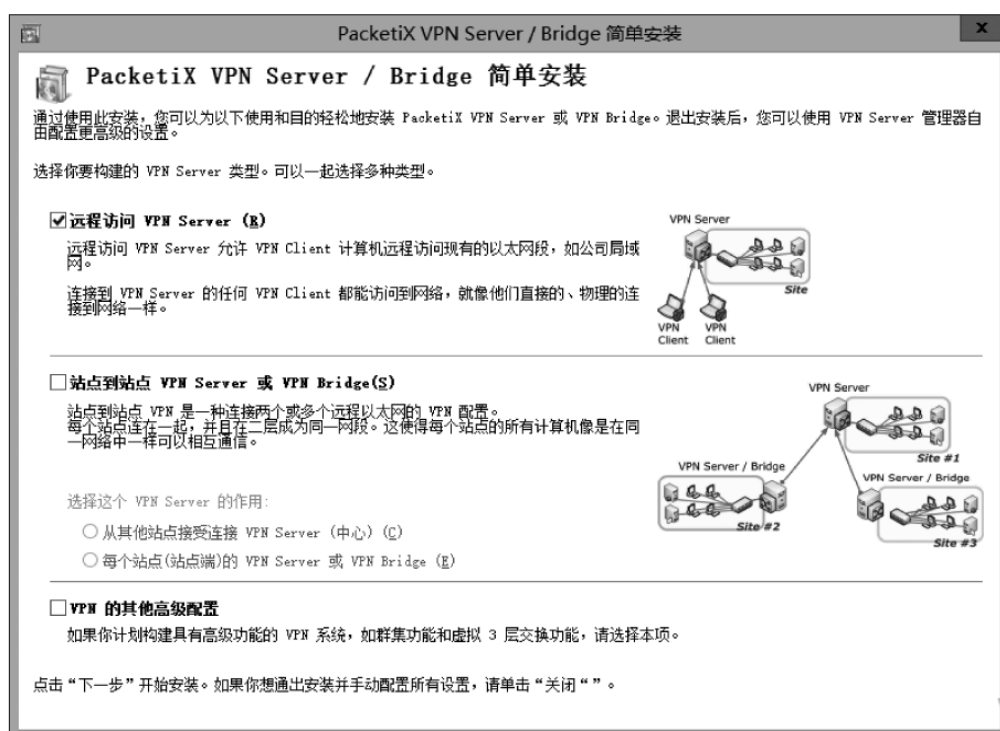 PacketiX VPN Server / Bridge 简单安装
x
PacketiX VPN Server / Bridge 简单安装
通过使用此安装，您可以为以下使用和目的轻松地安装 PacketiX VPN Server 或 VPN Bridge。退出安装后，您可以使用 VPN Server 管理器自
由配置更高级的设置。
选择你要构建的 VPN Server 类型。可以一起选择多种类型。
远程访问 VPN Server (R)
远程访问 VPN Server 允许 VPN Client 计算机远程访问现有的以太网段，如公司局域
网。
连接到 VPN Server 的任何 VPN Client 都能访问到网络，就像他们直接的、物理的连
接到网络一样。
VPN Server
Site
VPN
Client
VPN
Client
站点到站点 VPN Server 或 VPN Bridge(S)
站点到站点 VPN 是一种连接两个或多个远程以太网的 VPN 配置。
每个站点连在一起，并且在二层成为同一网段。这使得每个站点的所有计算机像是在同
一网络中一样可以相互通信。
选择这个 VPN Server 的作用:
从其他站点接受连接 VPN Server (中心) (C)
每个站点(站点端)的 VPN Server 或 VPN Bridge (E)
VPN Server
Site #1
VPN Server / Bridge
Site #2
VPN Server / Bridge
Site #3
VPN 的其他高级配置
如果你计划构建具有高级功能的 VPN 系统，如群集功能和虚拟 3 层交换功能，请选择本项。
点击“下一步”开始安装。如果你想通出安装并手动配置所有设置，请单击“关闭“”。